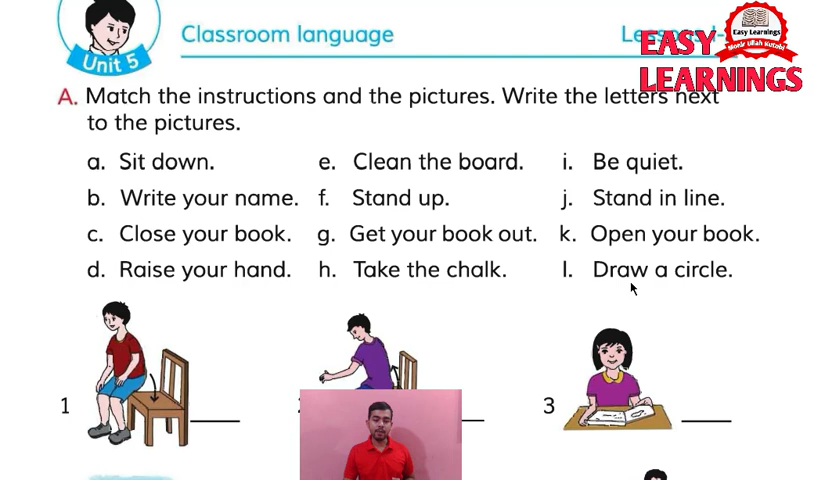 Classroom language
Unit 5
EASY
LEARNINGS
Easy Learnings
A. Match the instructions and the pictures. Write the letters next
to the pictures.
a. Sit down.
e. Clean the board.
i. Be quiet.
b. Write your name.
f. Stand up.
j. Stand in line.
c. Close your book.
g. Get your book out.
k. Open your book.
d. Raise your hand.
h. Take the chalk.
l. Draw a circle.
1
3